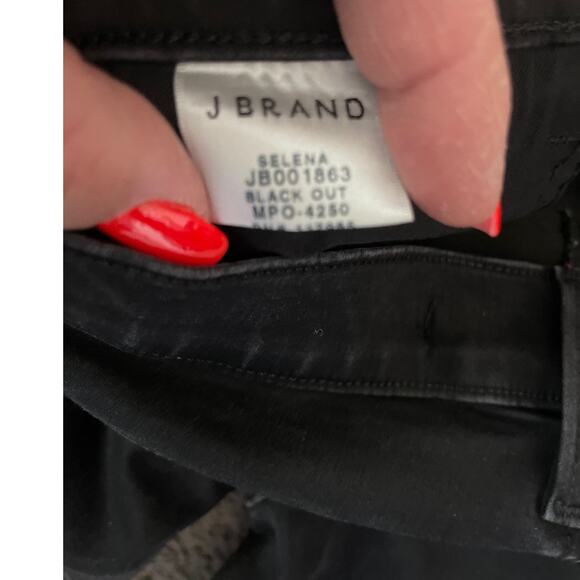 J BRAND
SELENA
JB001863
BLACK OUT
MPO-4250